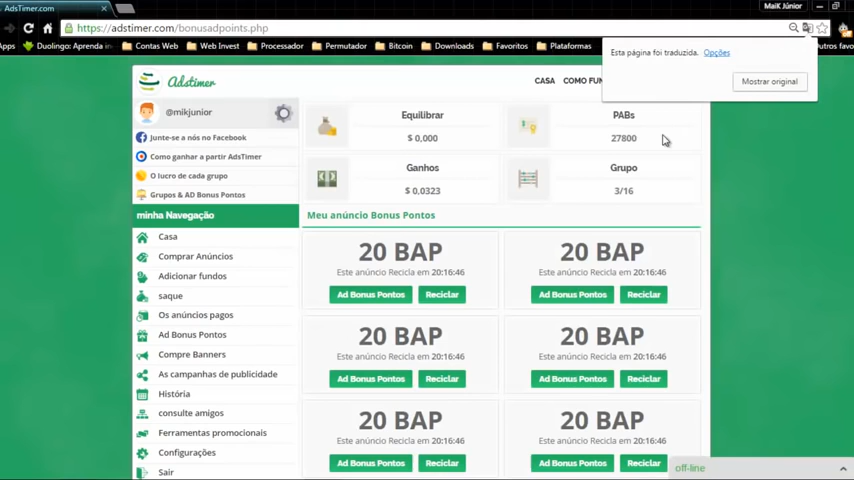 AdsTimer.com
MaiK Júnior
https://adstimer.com/bonusadpoints.php
Apps Duolingo: Aprenda in Contas Web Web Invest Processador Permutador Bitcoin Downloads Favoritos Plataformas Outros favo
Esta página foi traduzida. Opções
Mostrar original
Adstimer
CASA COMO FUN
@mikjunior
Junte-se a nós no Facebook
Como ganhar a partir AdsTimer
O lucro de cada grupo
Grupos & AD Bonus Pontos
minha Navegação
Casa
Comprar Anúncios
Adicionar fundos
saque
Os anúncios pagos
Ad Bonus Pontos
Compre Banners
As campanhas de publicidade
História
consulte amigos
Ferramentas promocionais
Configurações
Sair
Equilibrar
$ 0,000
PABs
27800
Ganhos
$ 0,0323
Grupo
3/16
Meu anúncio Bonus Pontos
20 BAP
Este anúncio Recicla em 20:16:46
Ad Bonus Pontos Reciclar
20 BAP
Este anúncio Recicla em 20:16:46
Ad Bonus Pontos Reciclar
20 BAP
Este anúncio Recicla em 20:16:46
Ad Bonus Pontos Reciclar
20 BAP
Este anúncio Recicla em 20:16:46
Ad Bonus Pontos Reciclar
20 BAP
Este anúncio Recicla em 20:16:46
Ad Bonus Pontos Reciclar
20 BAP
Este anúncio Recicla em 20:16:46
Ad Bonus Pontos Reciclar
off-line